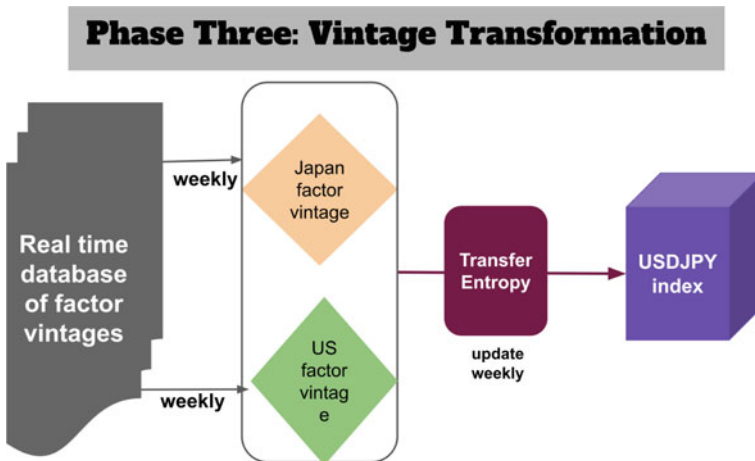 Phase Three: Vintage Transformation
Real time
database
of factor
vintages
weekly
weekly
Japan
factor
vintage
US
factor
vintag
e
Transfer
Entropy
update
weekly
USDJPY
index